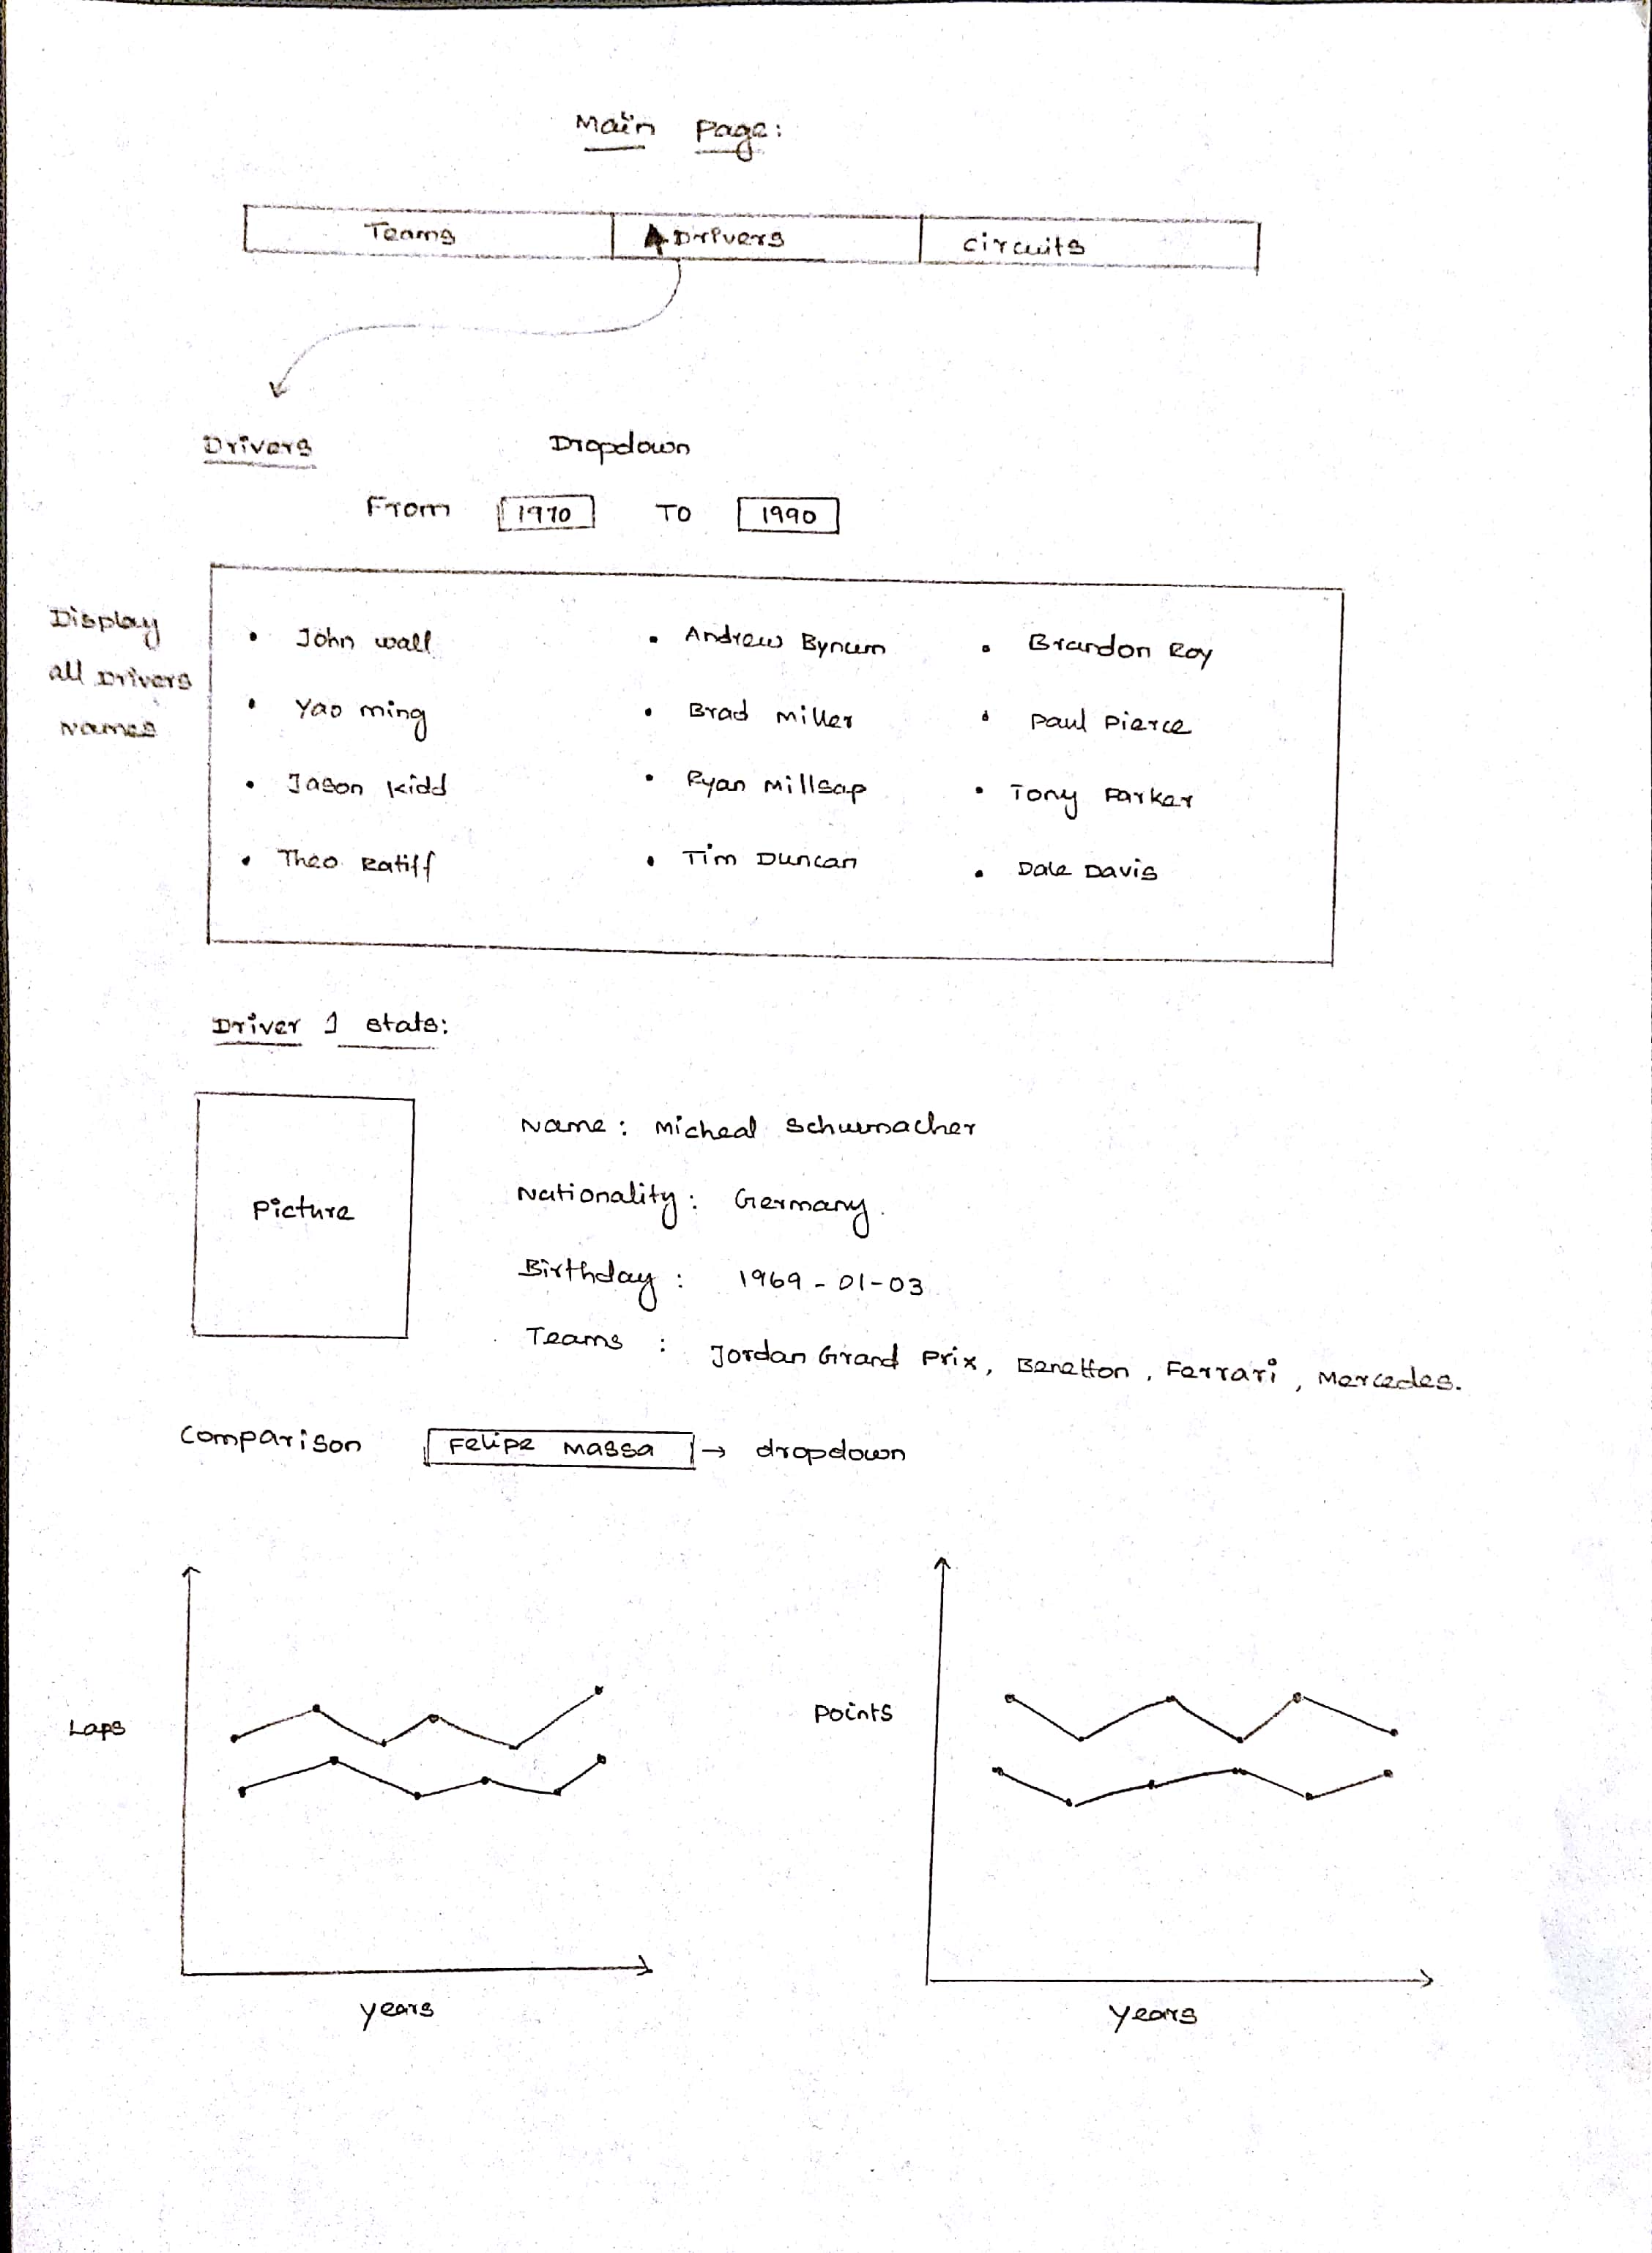 Main Page:
Teams Drivers Circuits
Drivers Dropdown
From 1970 To 1990
Display
all Drivers
Names
• John Wall • Andrew Bynum • Brandon Roy
• Yao ming • Brad Miller • Paul Pierce
• Jason Kidd • Ryan Millsap • Tony Parker
• Theo Ratiff • Tim Duncan • Dale Davis
Driver 1 stats:
Picture
Name: Micheal Schumacher
Nationality: Germany.
Birthday: 1969-01-03
Teams : Jordan Grand Prix, Benetton, Ferrari, Mercedes.
Comparison Felipe Massa → dropdown
Laps
years
Points
Years